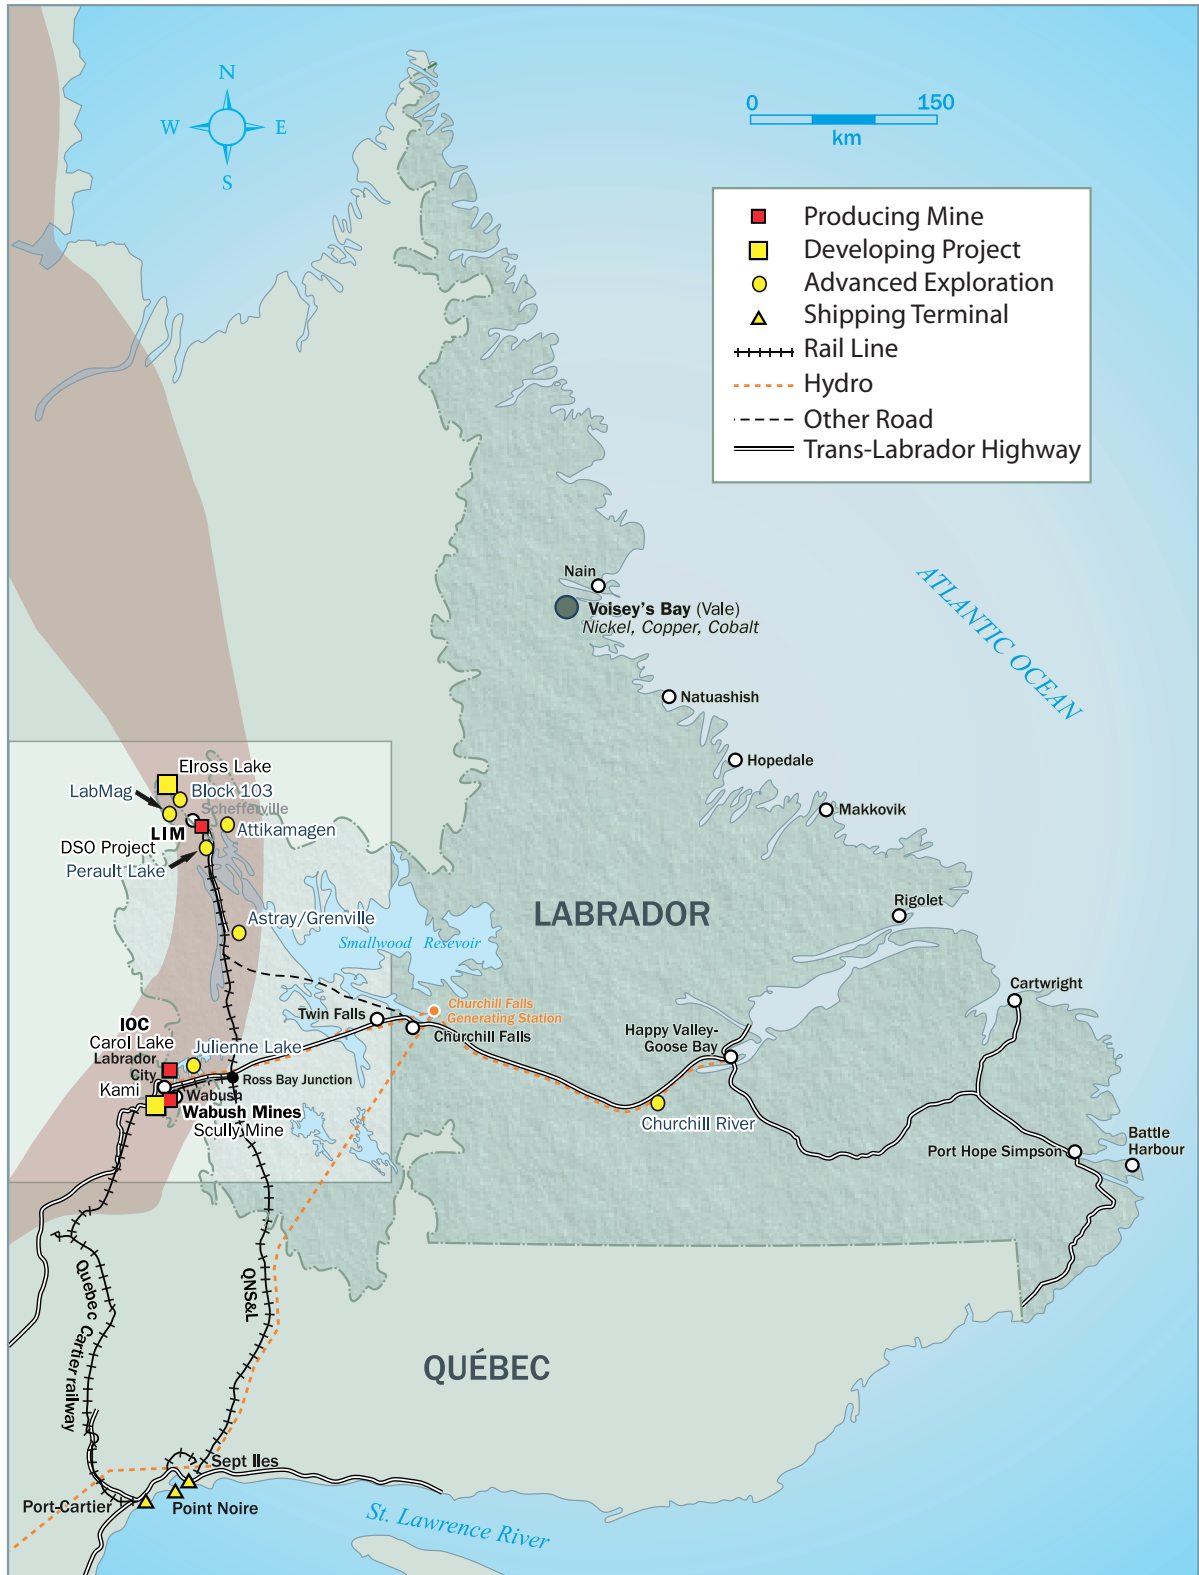 N
W
E
S
0
150
km
Producing Mine
Developing Project
Advanced Exploration
Shipping Terminal
Rail Line
Hydro
Other Road
Trans-Labrador Highway
ATLANTIC OCEAN
Nain
Voisey's Bay (Vale)
Nickel, Copper, Cobalt
Natuashish
Hopedale
Makkovik
Rigolet
Cartwright
LABRADOR
Elross Lake
LabMag
Block 103
Schefferville
LIM
Attikamagen
DSO Project
Perault Lake
Astray/Grenville
Smallwood Resevoir
Churchill Falls
Generating Station
Twin Falls
Churchill Falls
Happy Valley-
Goose Bay
IOC
Carol Lake
Labrador
City
Julienne Lake
Kami
Ross Bay Junction
Wabush
Wabush Mines
Scully Mine
Churchill River
Port Hope Simpson
Battle
Harbour
Quebec Cartier railway
QNS&L
QUÉBEC
Sept Iles
Port-Cartier
Point Noire
St. Lawrence River